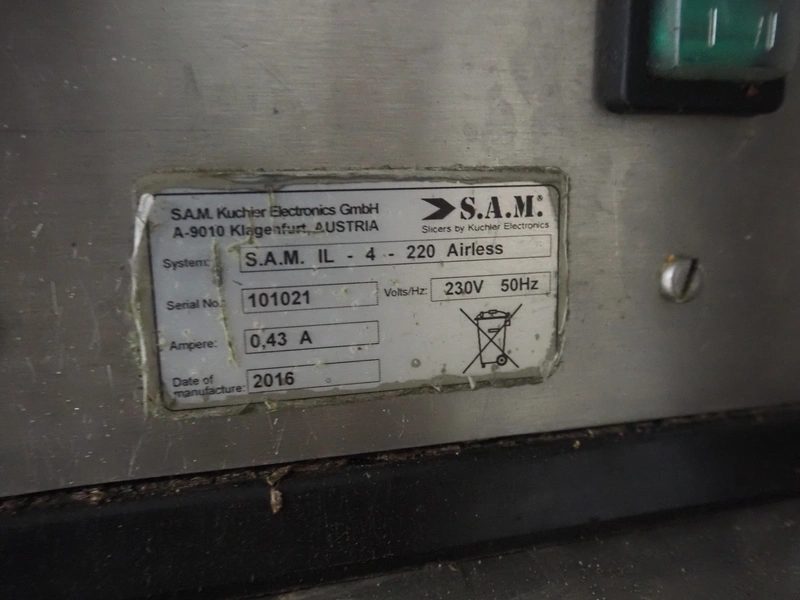 S.A.M. Kuchler Electronics GmbH
A-9010 Klagenfurt, AUSTRIA
S.A.M.®
Slicers by Kuchler Electronics
System: S.A.M. IL - 4 - 220 Airless
Serial No.: 101021 Volts/Hz: 230V 50Hz
Ampere: 0,43 A
Date of
manufacture: 2016